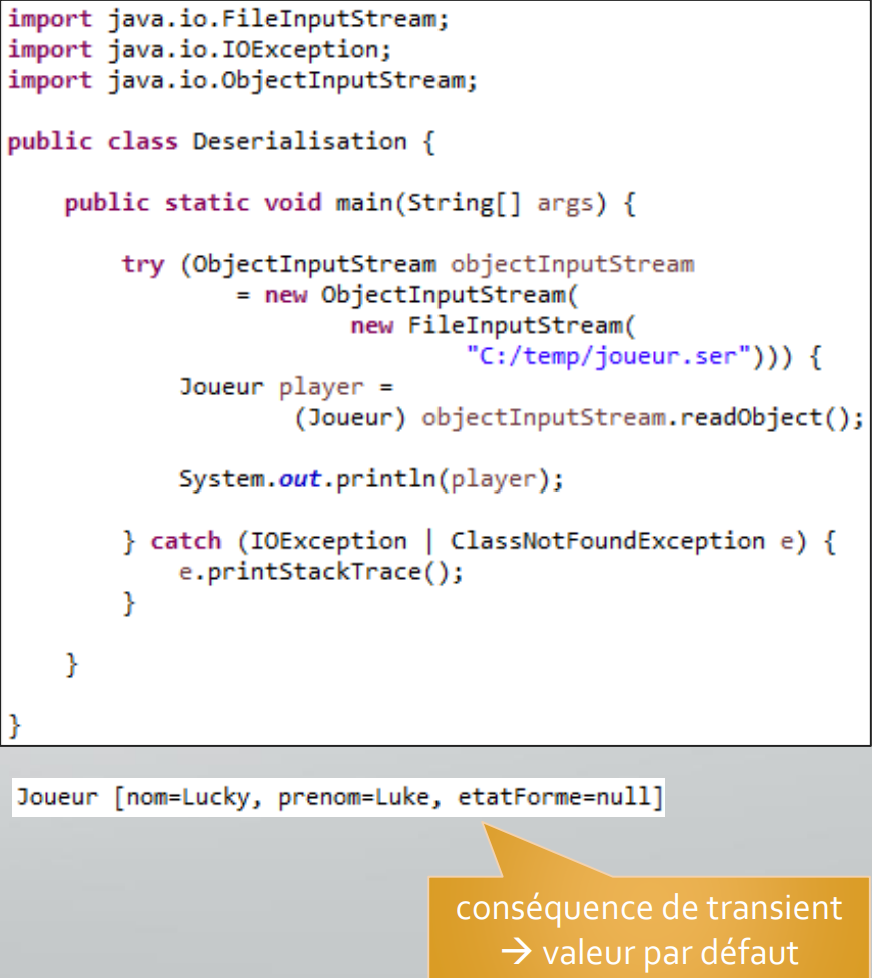 import java.io.FileInputStream;
import java.io.IOException;
import java.io.ObjectInputStream;
public class Deserialisation {
public static void main(String[] args) {
try (ObjectInputStream objectInputStream
= new ObjectInputStream(
new FileInputStream(
"C:/temp/joueur.ser"))) {
Joueur player =
(Joueur) objectInputStream.readObject();
System.out.println(player);
} catch (IOException | ClassNotFoundException e) {
e.printStackTrace();
}
}
}
Joueur [nom=Lucky, prenom=Luke, etatForme=null]
conséquence de transient
→ valeur par défaut